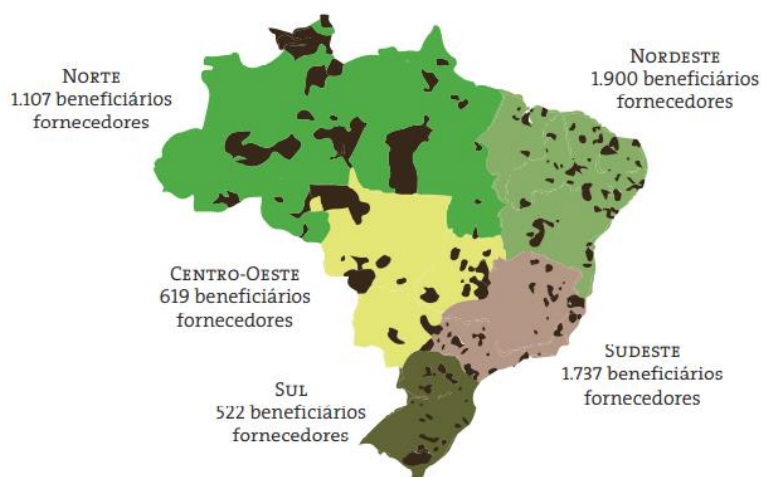 NORTE
1.107 beneficiários
fornecedores
NORDESTE
1.900 beneficiários
fornecedores
CENTRO-OESTE
619 beneficiários
fornecedores
SUDESTE
1.737 beneficiários
fornecedores
SUL
522 beneficiários
fornecedores